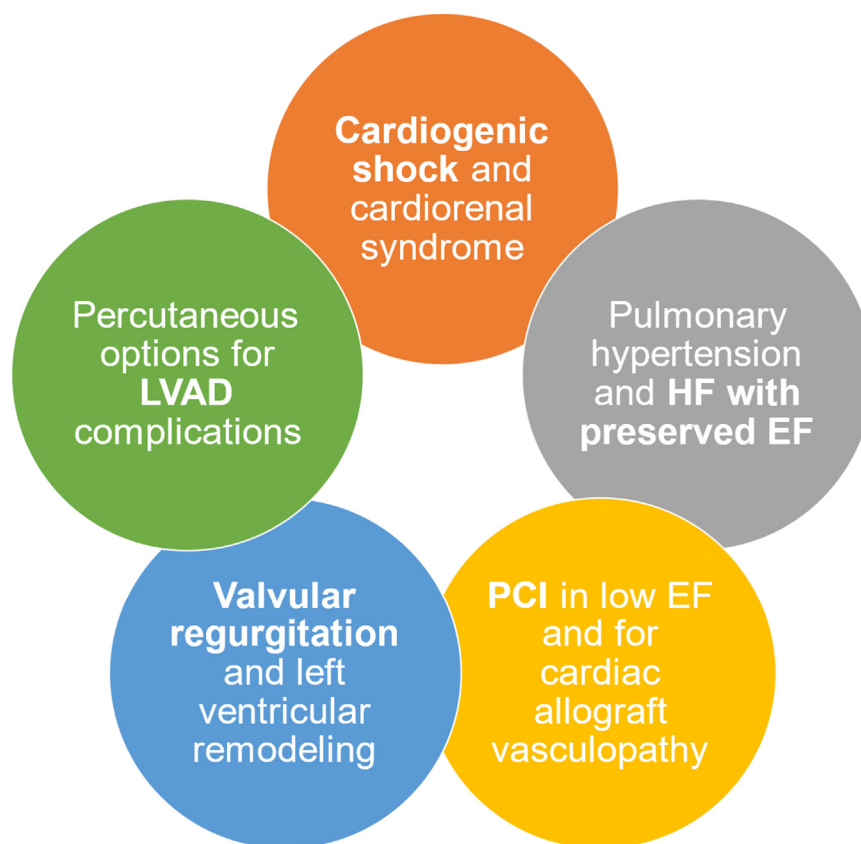 Cardiogenic
shock and
cardiorenal
syndrome
Pulmonary
hypertension
and HF with
preserved EF
PCI in low EF
and for
cardiac
allograft
vasculopathy
Valvular
regurgitation
and left
ventricular
remodeling
Percutaneous
options for
LVAD
complications